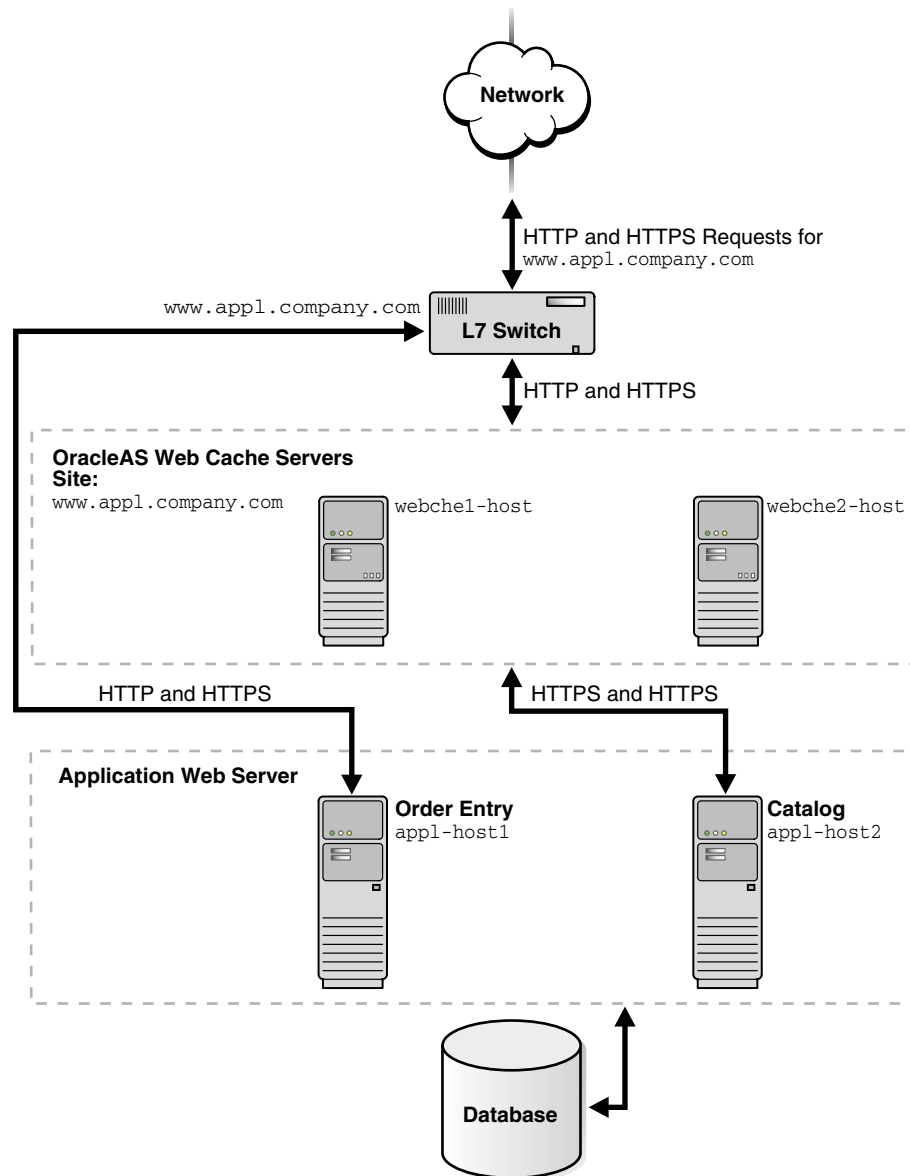 Network
HTTP and HTTPS Requests for
www.appl.company.com
www.appl.company.com
L7 Switch
HTTP and HTTPS
OracleAS Web Cache Servers
Site:
www.appl.company.com
webche1-host
webche2-host
HTTP and HTTPS
HTTPS and HTTPS
Application Web Server
Order Entry
appl-host1
Catalog
appl-host2
Database